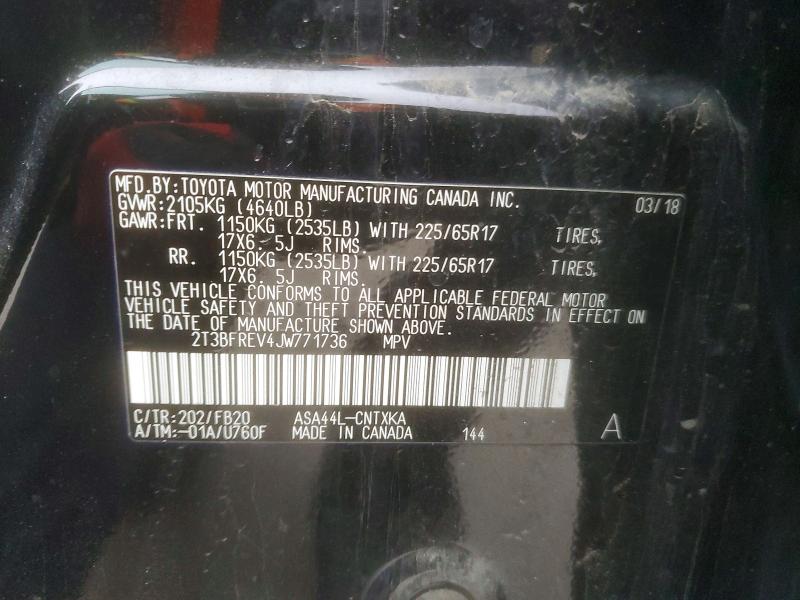 MFD.BY:TOYOTA MOTOR MANUFACTURING CANADA INC.
GVWR:2105KG (4640LB) 03/18
GAWR:FRT. 1150KG (2535LB) WITH 225/65R17 TIRES,
17X6. 5J RIMS.
RR. 1150KG (2535LB) WITH 225/65R17 TIRES,
17X6. 5J RIMS.
THIS VEHICLE CONFORMS TO ALL APPLICABLE FEDERAL MOTOR
VEHICLE SAFETY AND THEFT PREVENTION STANDARDS IN EFFECT ON
THE DATE OF MANUFACTURE SHOWN ABOVE.
2T3BFREV4JW771736 MPV
C/TR:202/FB20 ASA44L-CNTXKA
A/TM:-01A/U760F MADE IN CANADA 144 A